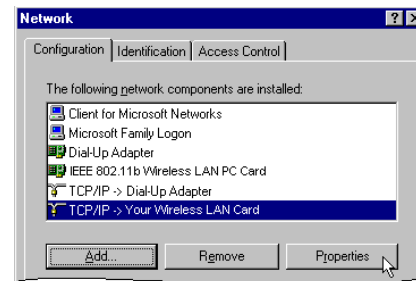 Network
Configuration Identification Access Control
The following network components are installed:
Client for Microsoft Networks
Microsoft Family Logon
Dial-Up Adapter
IEEE 802.11b Wireless LAN PC Card
TCP/IP -> Dial-Up Adapter
TCP/IP -> Your Wireless LAN Card
Add... Remove Properties